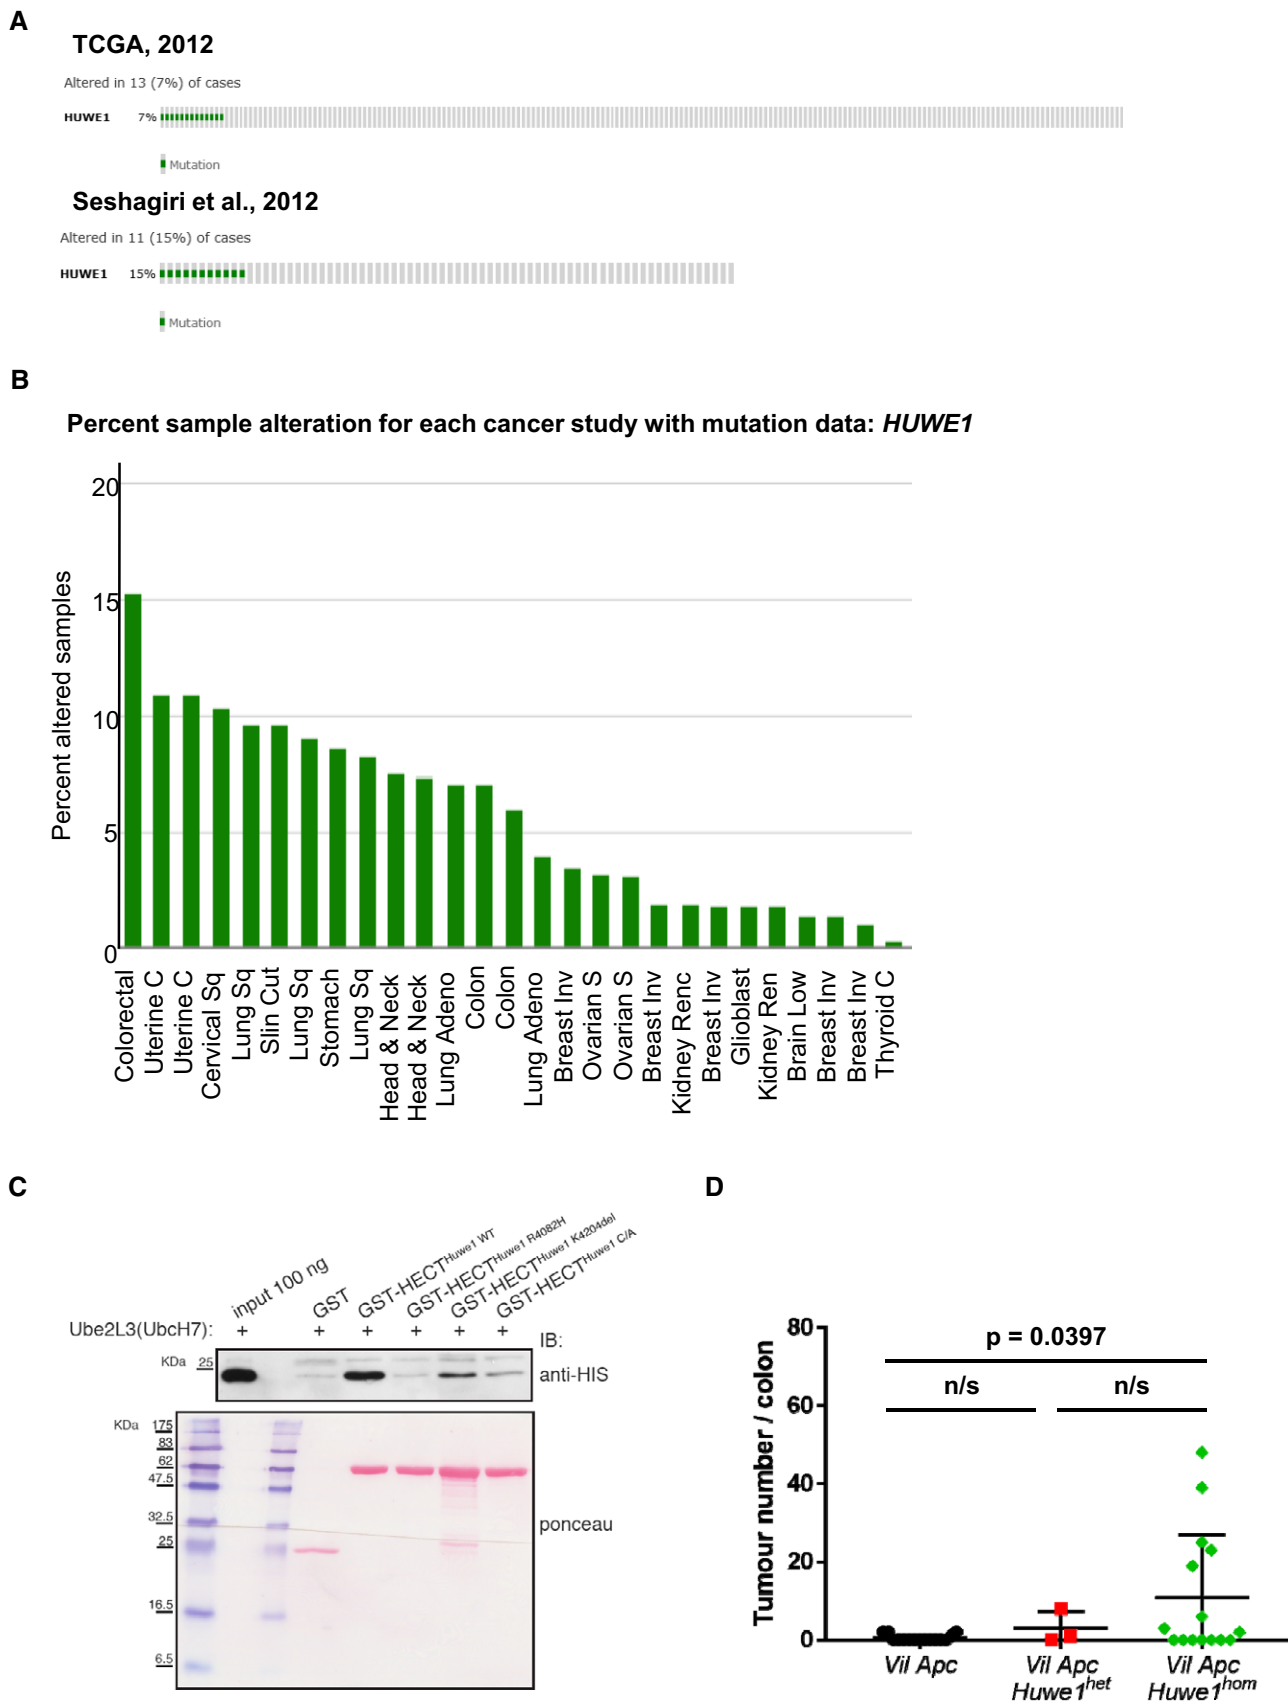 A
TCGA, 2012
Altered in 13 (7%) of cases
HUWE1 7%
Mutation
Seshagiri et al., 2012
Altered in 11 (15%) of cases
HUWE1 15%
Mutation
B
Percent sample alteration for each cancer study with mutation data: HUWE1
Percent altered samples
20
15
10
5
0
Colorectal
Uterine C
Uterine C
Cervical Sq
Lung Sq
Slin Cut
Lung Sq
Stomach
Lung Sq
Head & Neck
Head & Neck
Lung Adeno
Colon
Colon
Lung Adeno
Breast Inv
Ovarian S
Ovarian S
Breast Inv
Kidney Renc
Breast Inv
Glioblast
Kidney Ren
Brain Low
Breast Inv
Breast Inv
Thyroid C
C
input 100 ng
GST
GST-HECTHuwe1 WT
GST-HECTHuwe1 R4082H
GST-HECTHuwe1 K4204del
GST-HECTHuwe1 C/A
Ube2L3(UbcH7): + + + + + +
IB:
KDa 25
anti-HIS
KDa 175
83
62
47.5
32.5
25
16.5
6.5
ponceau
D
Tumour number / colon
80
60
40
20
0
p = 0.0397
n/s n/s
Vil Apc
Vil Apc
Huwe1het
Vil Apc
Huwe1hom